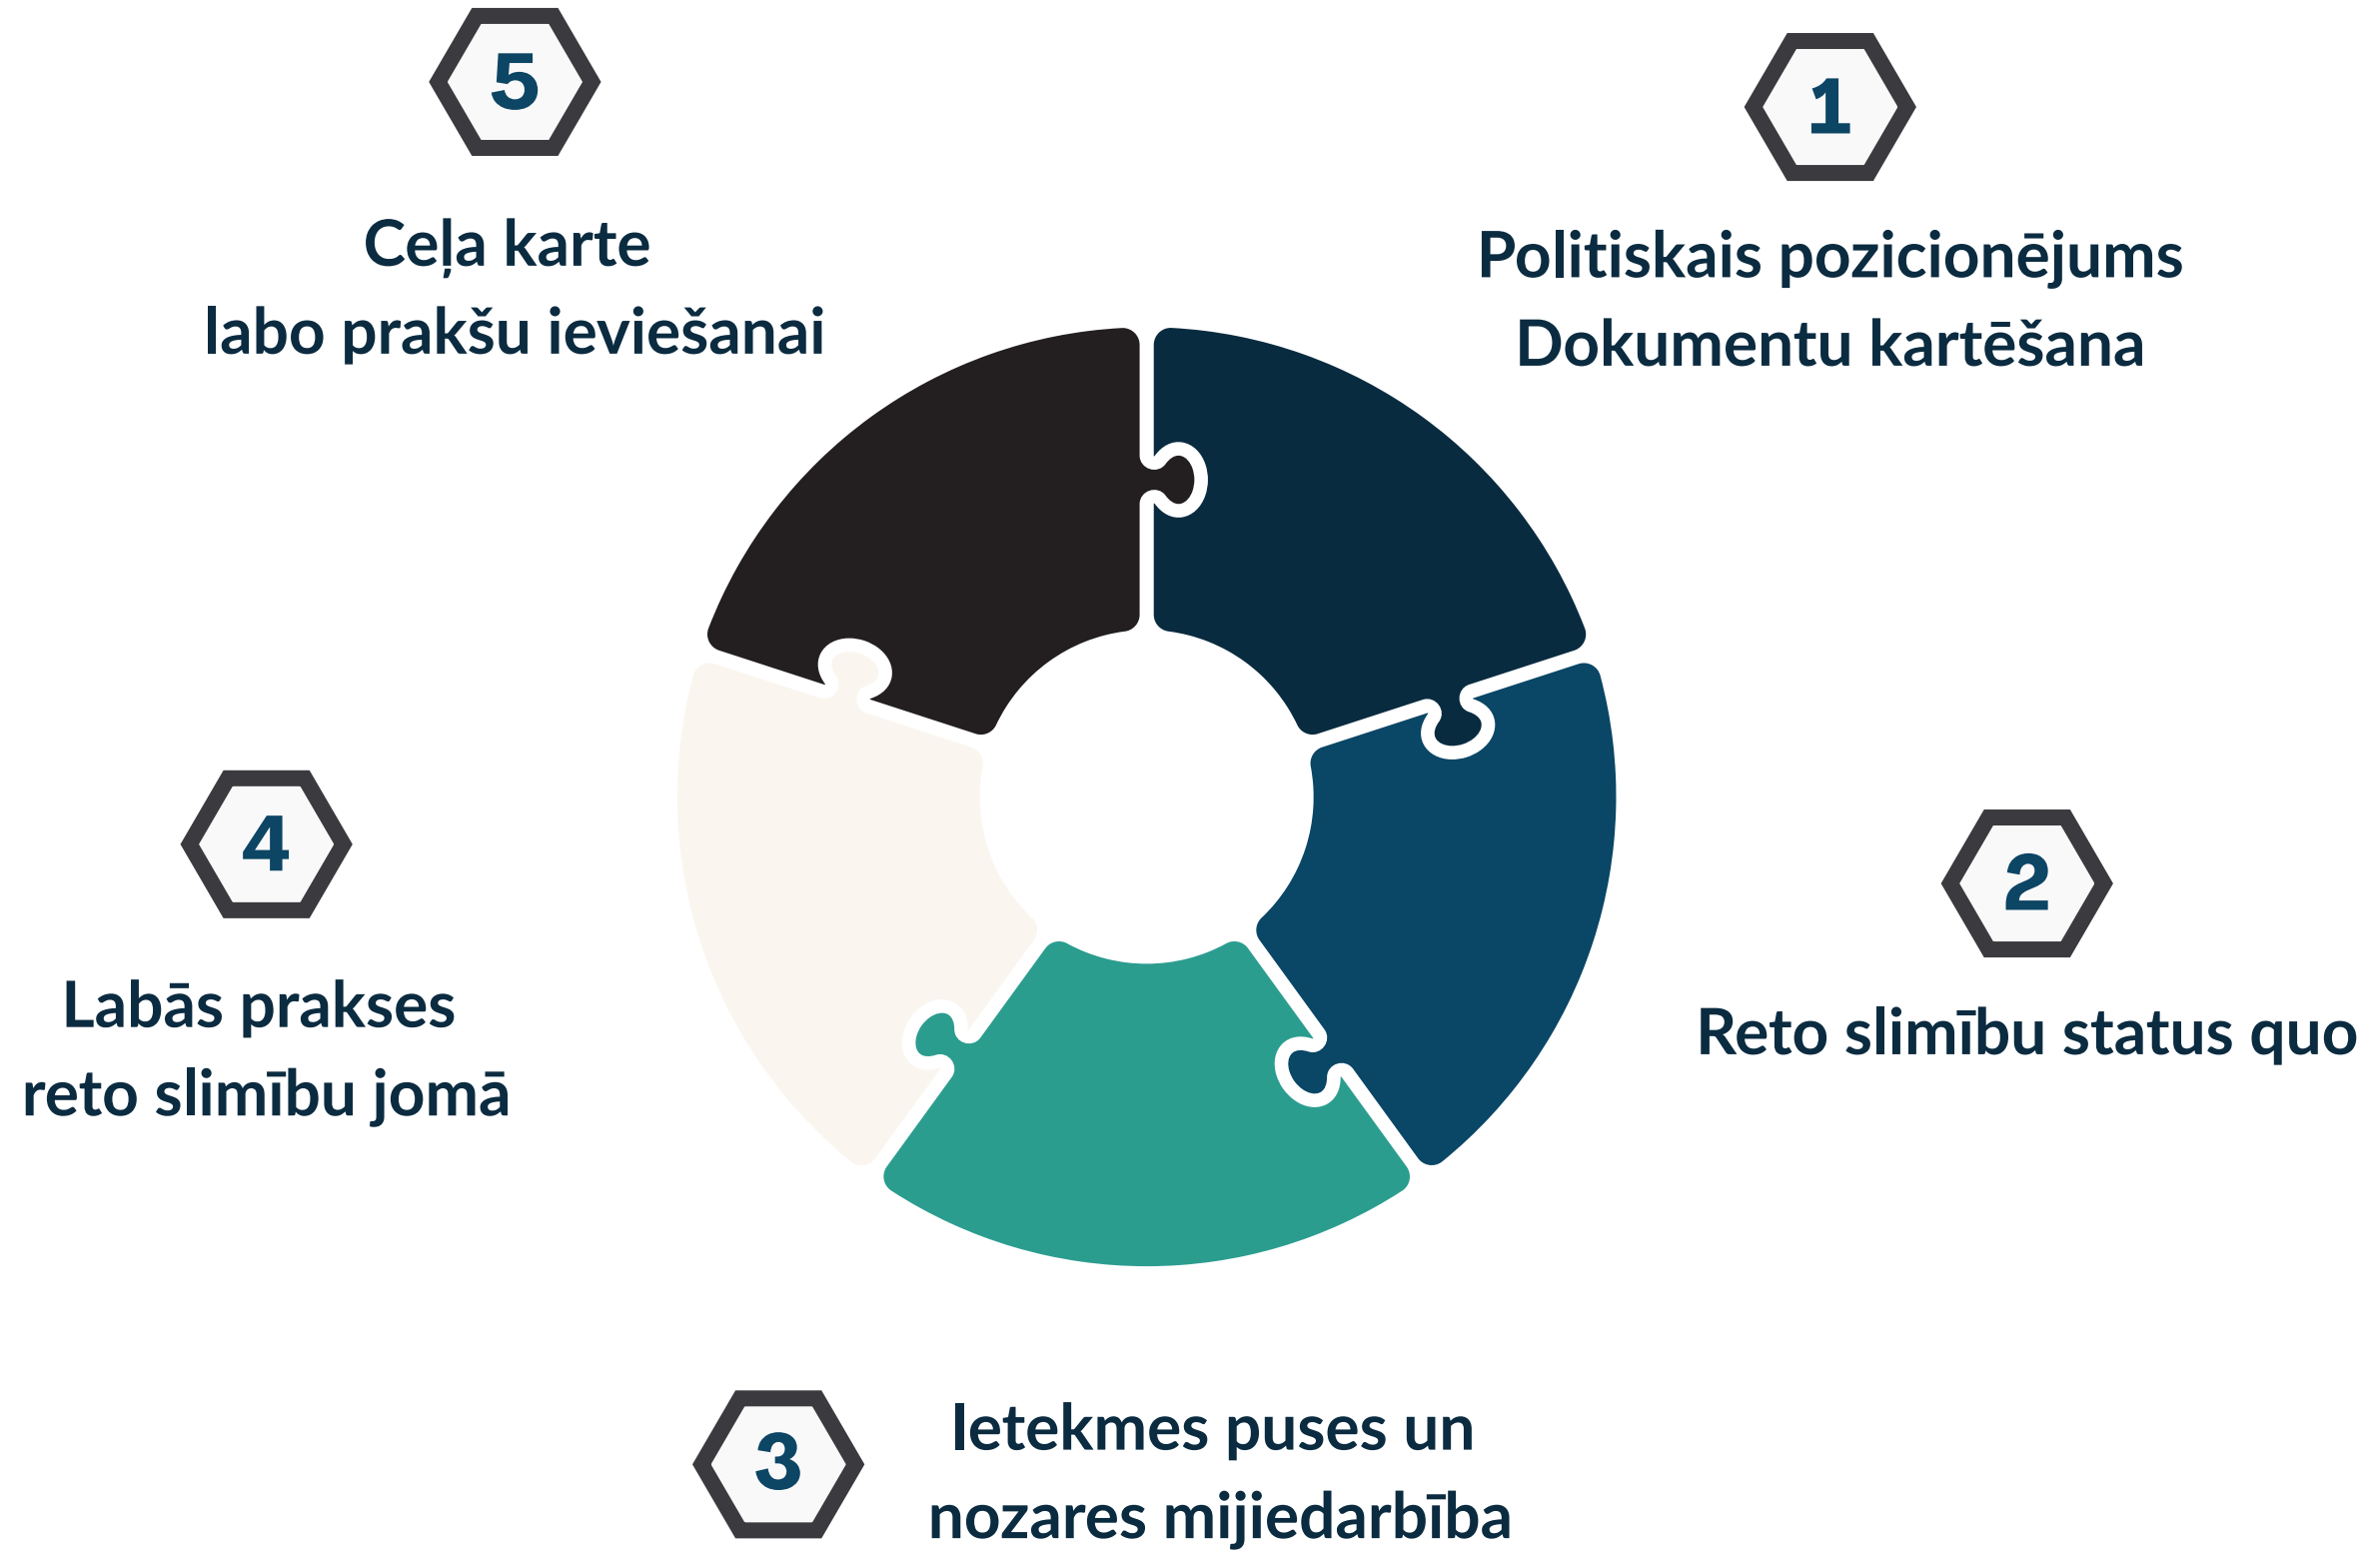 1
Politiskais pozicionējums
Dokumentu kartēšana
2
Reto slimību status quo
3
Ietekmes puses un
nozares mijiedarbība
4
Labās prakses
reto slimību jomā
5
Ceļa karte
labo prakšu ieviešanai